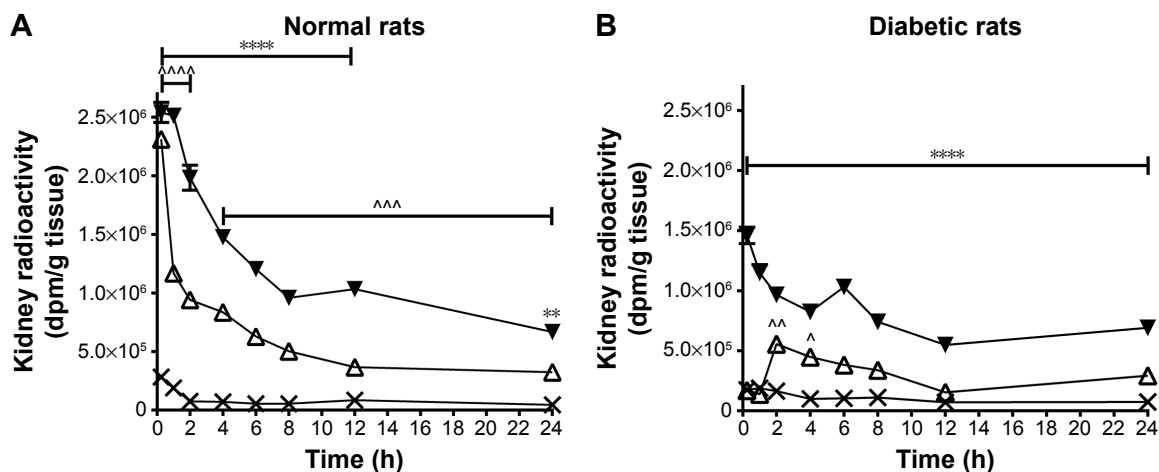 A
Normal rats
****
^^^^
^^^
**
Kidney radioactivity
(dpm/g tissue)
2.5×10⁶
2.0×10⁶
1.5×10⁶
1.0×10⁶
5.0×10⁵
0
0 2 4 6 8 10 12 14 16 18 20 22 24
Time (h)
B
Diabetic rats
****
^^
^
Kidney radioactivity
(dpm/g tissue)
2.5×10⁶
2.0×10⁶
1.5×10⁶
1.0×10⁶
5.0×10⁵
0
0 2 4 6 8 10 12 14 16 18 20 22 24
Time (h)